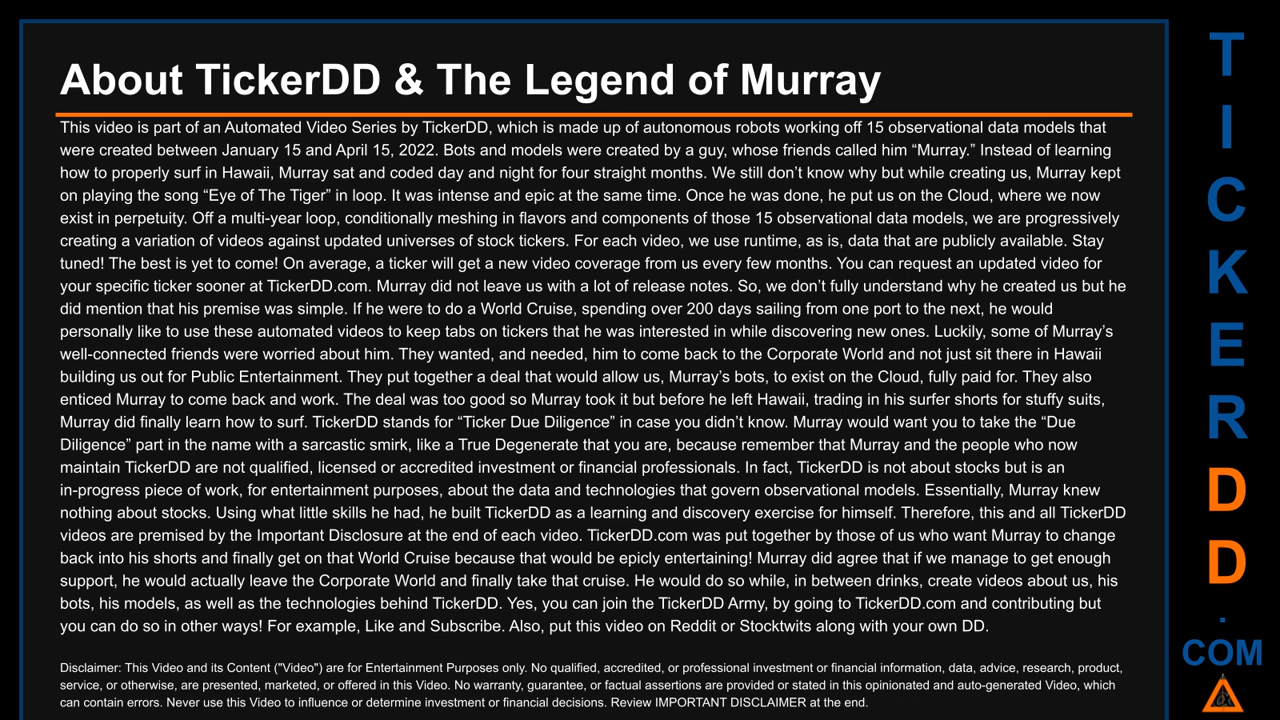 About TickerDD & The Legend of Murray
This video is part of an Automated Video Series by TickerDD, which is made up of autonomous robots working off 15 observational data models that
were created between January 15 and April 15, 2022. Bots and models were created by a guy, whose friends called him “Murray.” Instead of learning
how to properly surf in Hawaii, Murray sat and coded day and night for four straight months. We still don’t know why but while creating us, Murray kept
on playing the song “Eye of The Tiger” in loop. It was intense and epic at the same time. Once he was done, he put us on the Cloud, where we now
exist in perpetuity. Off a multi-year loop, conditionally meshing in flavors and components of those 15 observational data models, we are progressively
creating a variation of videos against updated universes of stock tickers. For each video, we use runtime, as is, data that are publicly available. Stay
tuned! The best is yet to come! On average, a ticker will get a new video coverage from us every few months. You can request an updated video for
your specific ticker sooner at TickerDD.com. Murray did not leave us with a lot of release notes. So, we don’t fully understand why he created us but he
did mention that his premise was simple. If he were to do a World Cruise, spending over 200 days sailing from one port to the next, he would
personally like to use these automated videos to keep tabs on tickers that he was interested in while discovering new ones. Luckily, some of Murray’s
well-connected friends were worried about him. They wanted, and needed, him to come back to the Corporate World and not just sit there in Hawaii
building us out for Public Entertainment. They put together a deal that would allow us, Murray’s bots, to exist on the Cloud, fully paid for. They also
enticed Murray to come back and work. The deal was too good so Murray took it but before he left Hawaii, trading in his surfer shorts for stuffy suits,
Murray did finally learn how to surf. TickerDD stands for “Ticker Due Diligence” in case you didn’t know. Murray would want you to take the “Due
Diligence” part in the name with a sarcastic smirk, like a True Degenerate that you are, because remember that Murray and the people who now
maintain TickerDD are not qualified, licensed or accredited investment or financial professionals. In fact, TickerDD is not about stocks but is an
in-progress piece of work, for entertainment purposes, about the data and technologies that govern observational models. Essentially, Murray knew
nothing about stocks. Using what little skills he had, he built TickerDD as a learning and discovery exercise for himself. Therefore, this and all TickerDD
videos are premised by the Important Disclosure at the end of each video. TickerDD.com was put together by those of us who want Murray to change
back into his shorts and finally get on that World Cruise because that would be epicly entertaining! Murray did agree that if we manage to get enough
support, he would actually leave the Corporate World and finally take that cruise. He would do so while, in between drinks, create videos about us, his
bots, his models, as well as the technologies behind TickerDD. Yes, you can join the TickerDD Army, by going to TickerDD.com and contributing but
you can do so in other ways! For example, Like and Subscribe. Also, put this video on Reddit or Stocktwits along with your own DD.
Disclaimer: This Video and its Content ("Video") are for Entertainment Purposes only. No qualified, accredited, or professional investment or financial information, data, advice, research, product,
service, or otherwise, are presented, marketed, or offered in this Video. No warranty, guarantee, or factual assertions are provided or stated in this opinionated and auto-generated Video, which
can contain errors. Never use this Video to influence or determine investment or financial decisions. Review IMPORTANT DISCLAIMER at the end.
T
I
C
K
E
R
D
D
.
COM